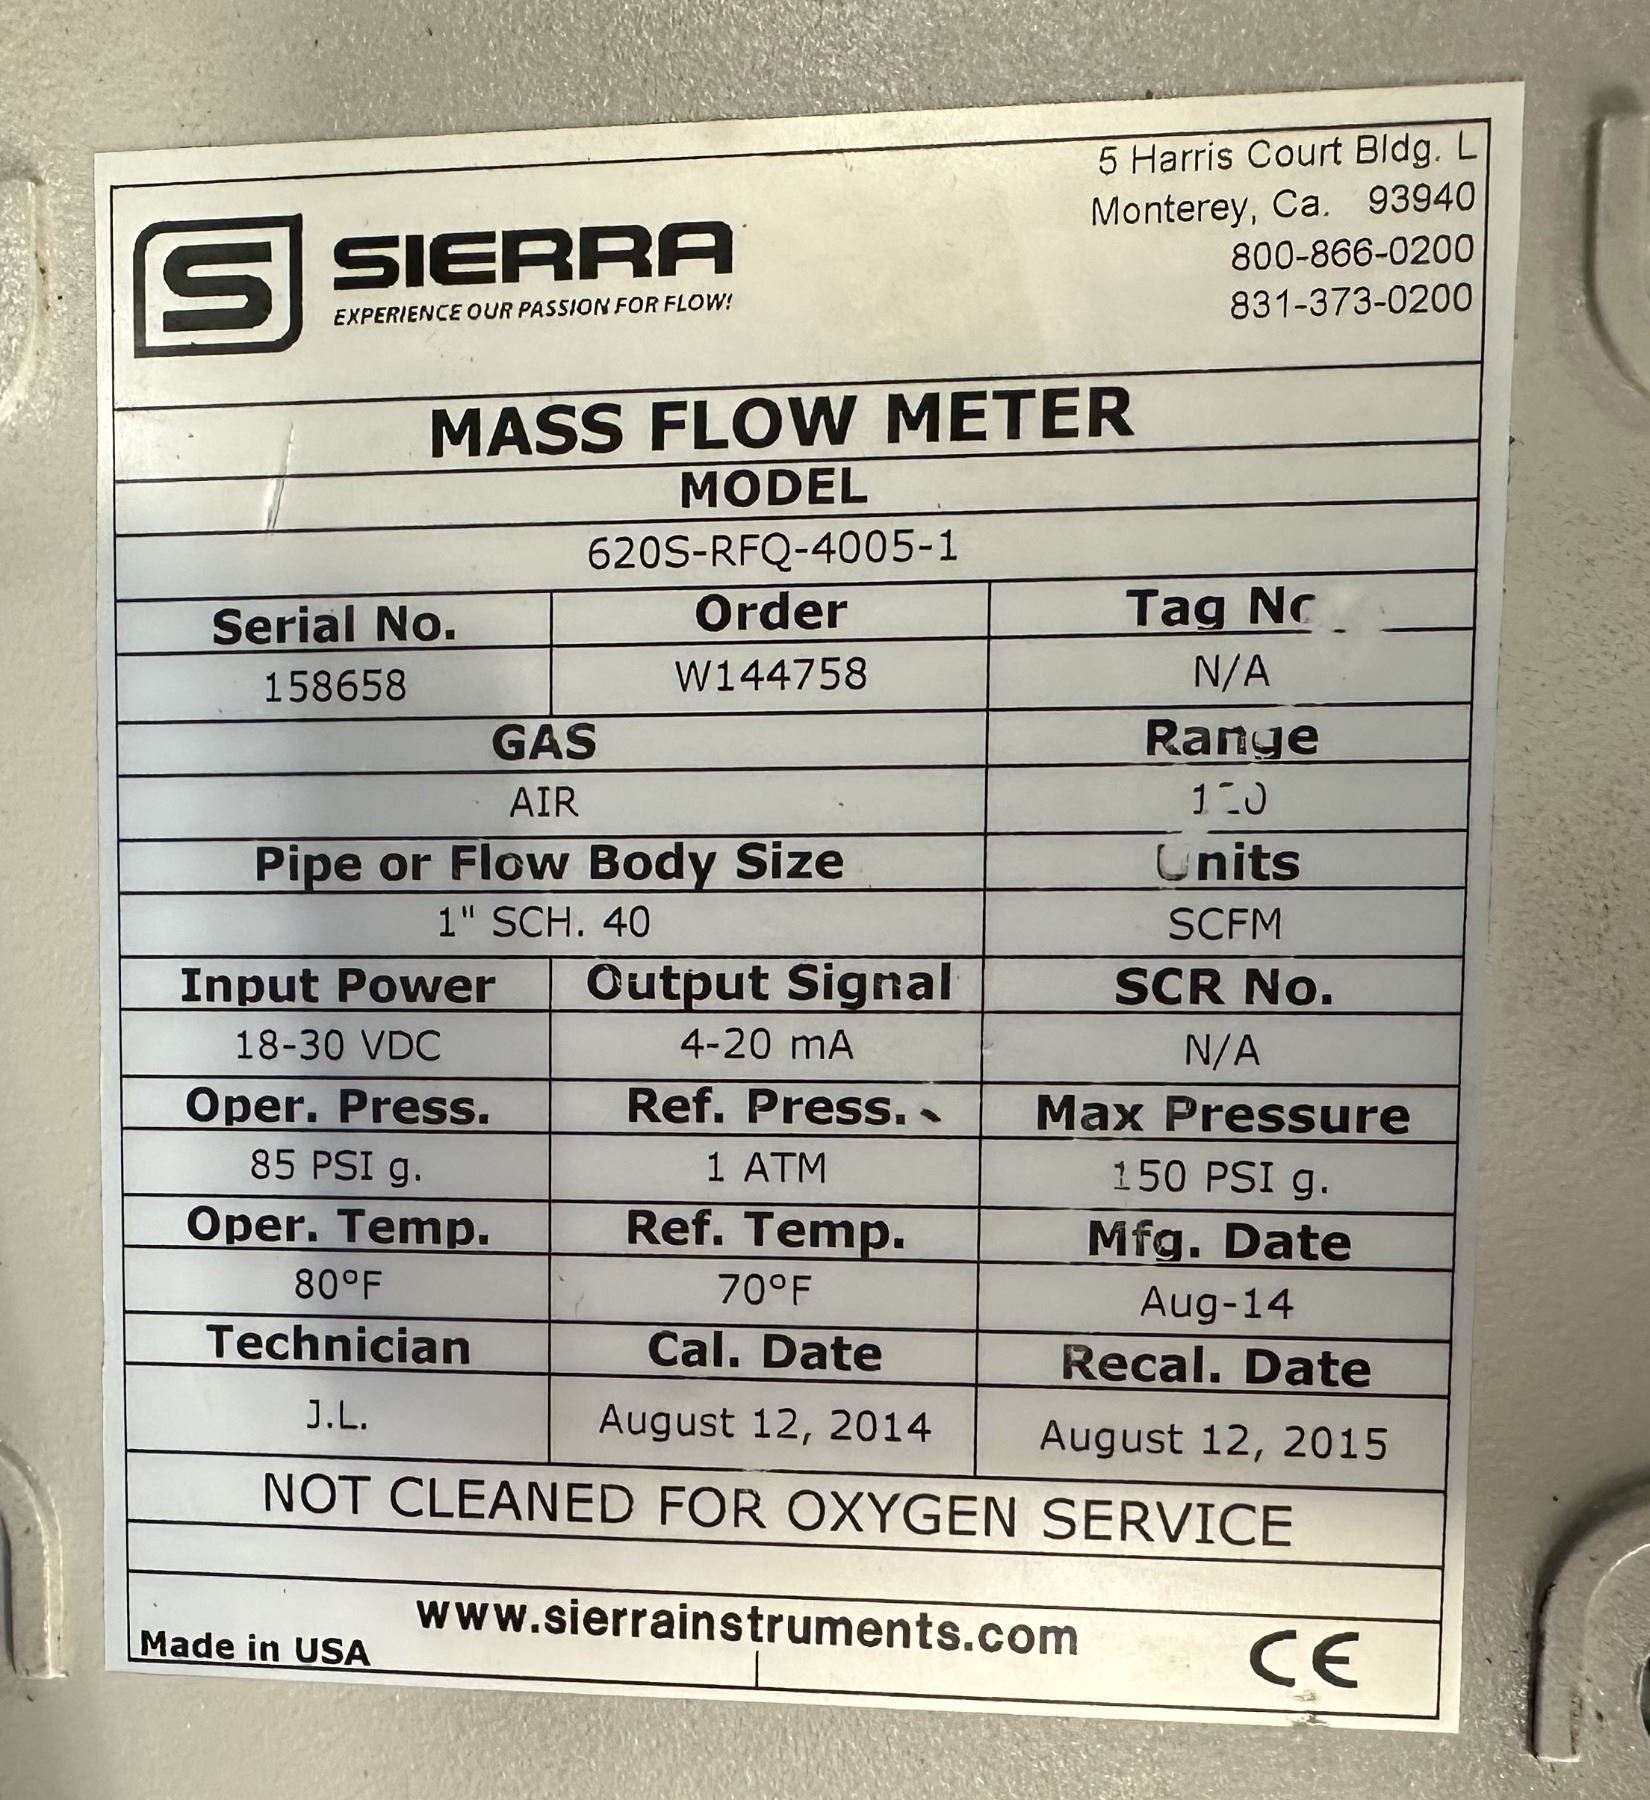 5 Harris Court Bldg. L
Monterey, Ca. 93940
800-866-0200
831-373-0200
S SIERRA
EXPERIENCE OUR PASSION FOR FLOW!
MASS FLOW METER
MODEL
620S-RFQ-4005-1
Serial No. Order Tag
158658 W144758 N/A
GAS Range
AIR
Pipe or Flow Body Size Units
1" SCH. 40 SCFM
Input Power Output Signal SCR No.
18-30 VDC 4-20 mA N/A
Oper. Press. Ref. Press. Max Pressure
85 PSI g. 1 ATM 150 PSI g.
Oper. Temp. Ref. Temp. Mfg. Date
80°F 70°F Aug-14
Technician Cal. Date Recal. Date
J.L. August 12, 2014 August 12, 2015
NOT CLEANED FOR OXYGEN SERVICE
www.sierrainstruments.com
Made in USA CE